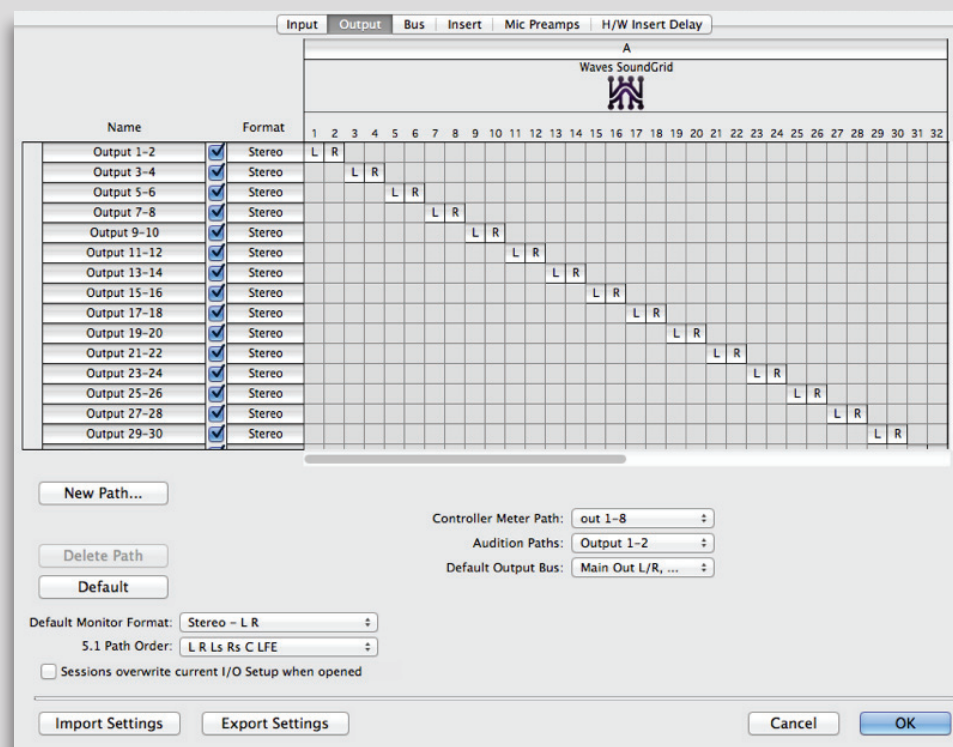 Input Output Bus Insert Mic Preamps H/W Insert Delay
A
Waves SoundGrid
Name Format 1 2 3 4 5 6 7 8 9 10 11 12 13 14 15 16 17 18 19 20 21 22 23 24 25 26 27 28 29 30 31 32
Output 1-2 Stereo L R
Output 3-4 Stereo L R
Output 5-6 Stereo L R
Output 7-8 Stereo L R
Output 9-10 Stereo L R
Output 11-12 Stereo L R
Output 13-14 Stereo L R
Output 15-16 Stereo L R
Output 17-18 Stereo L R
Output 19-20 Stereo L R
Output 21-22 Stereo L R
Output 23-24 Stereo L R
Output 25-26 Stereo L R
Output 27-28 Stereo L R
Output 29-30 Stereo L R
New Path...
Controller Meter Path: out 1-8
Audition Paths: Output 1-2
Delete Path
Default Output Bus: Main Out L/R, ...
Default
Default Monitor Format: Stereo - L R
5.1 Path Order: L R Ls Rs C LFE
Sessions overwrite current I/O Setup when opened
Import Settings Export Settings Cancel OK